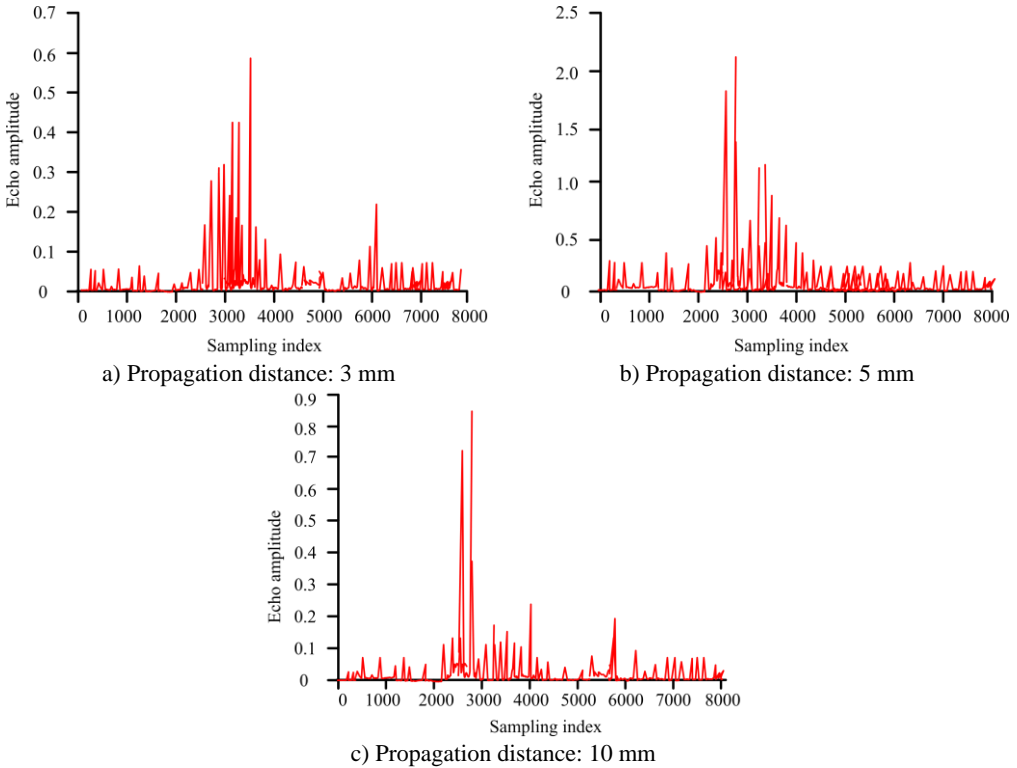 0.7
0.6
0.5
0.4
0.3
0.2
0.1
0
Echo amplitude
0 1000 2000 3000 4000 5000 6000 7000 8000
Sampling index
a) Propagation distance: 3 mm
2.5
2.0
1.5
1.0
0.5
0
Echo amplitude
0 1000 2000 3000 4000 5000 6000 7000 8000
Sampling index
b) Propagation distance: 5 mm
0.9
0.8
0.7
0.6
0.5
0.4
0.3
0.2
0.1
0
Echo amplitude
0 1000 2000 3000 4000 5000 6000 7000 8000
Sampling index
c) Propagation distance: 10 mm